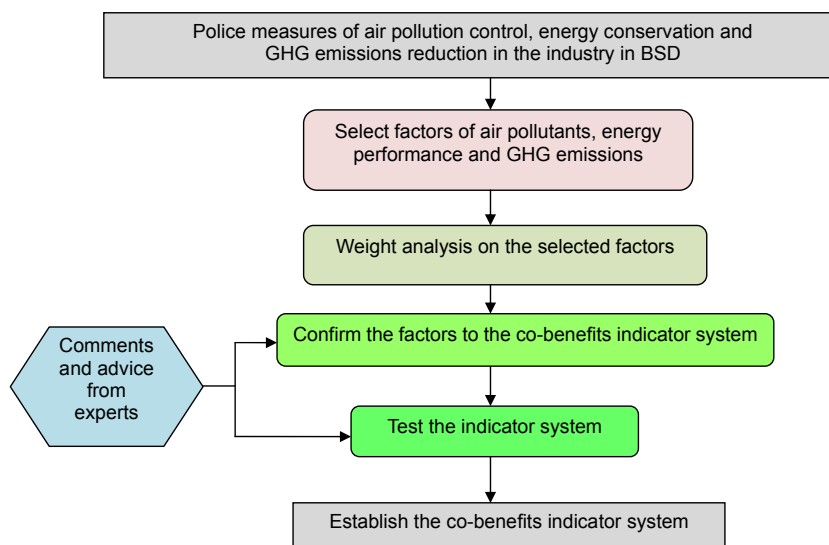 Police measures of air pollution control, energy conservation and
GHG emissions reduction in the industry in BSD
Select factors of air pollutants, energy
performance and GHG emissions
Weight analysis on the selected factors
Confirm the factors to the co-benefits indicator system
Comments
and advice
from
experts
Test the indicator system
Establish the co-benefits indicator system